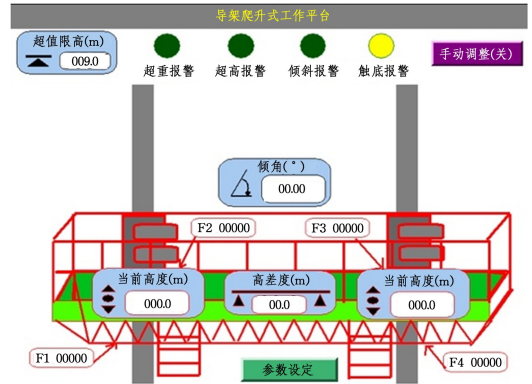 导架爬升式工作平台
超值限高(m)
009.0
超重报警
超高报警
倾斜报警
触底报警
手动调整(关)
倾角(°)
00.00
F2 00000
F3 00000
当前高度(m)
000.0
高差度(m)
00.0
当前高度(m)
000.0
F1 00000
F4 00000
参数设定